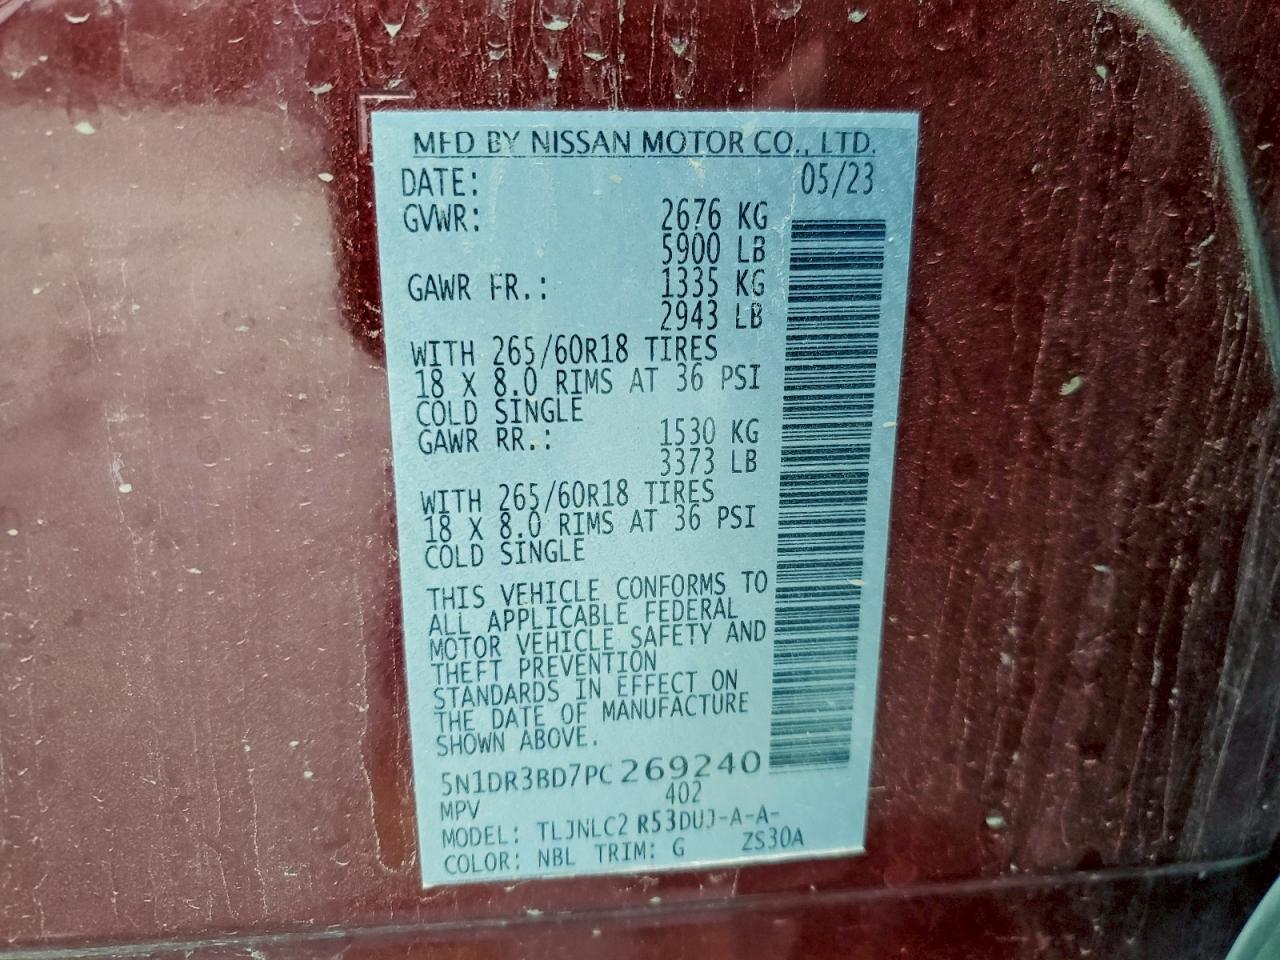 MFD BY NISSAN MOTOR CO., LTD.
DATE: 05/23
GVWR: 2676 KG
5900 LB
GAWR FR.: 1335 KG
2943 LB
WITH 265/60R18 TIRES
18 X 8.0 RIMS AT 36 PSI
COLD SINGLE
GAWR RR.: 1530 KG
3373 LB
WITH 265/60R18 TIRES
18 X 8.0 RIMS AT 36 PSI
COLD SINGLE
THIS VEHICLE CONFORMS TO
ALL APPLICABLE FEDERAL
MOTOR VEHICLE SAFETY AND
THEFT PREVENTION
STANDARDS IN EFFECT ON
THE DATE OF MANUFACTURE
SHOWN ABOVE.
5N1DR3BD7PC269240
MPV 402
MODEL: TLJNLC2 R53DUJ-A-A-
COLOR: NBL TRIM: G ZS30A